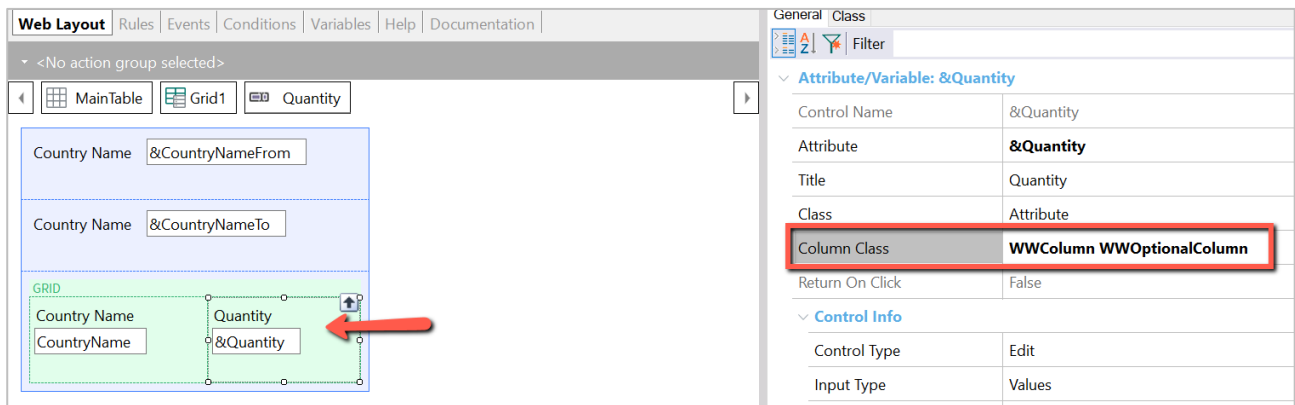 Web Layout Rules Events Conditions Variables Help Documentation
<No action group selected>
MainTable Grid1 Quantity
Country Name &CountryNameFrom
Country Name &CountryNameTo
GRID
Country Name Quantity
CountryName &Quantity
General Class
Filter
Attribute/Variable: &Quantity
Control Name &Quantity
Attribute &Quantity
Title Quantity
Class Attribute
Column Class WWColumn WWOptionalColumn
Return On Click False
Control Info
Control Type Edit
Input Type Values